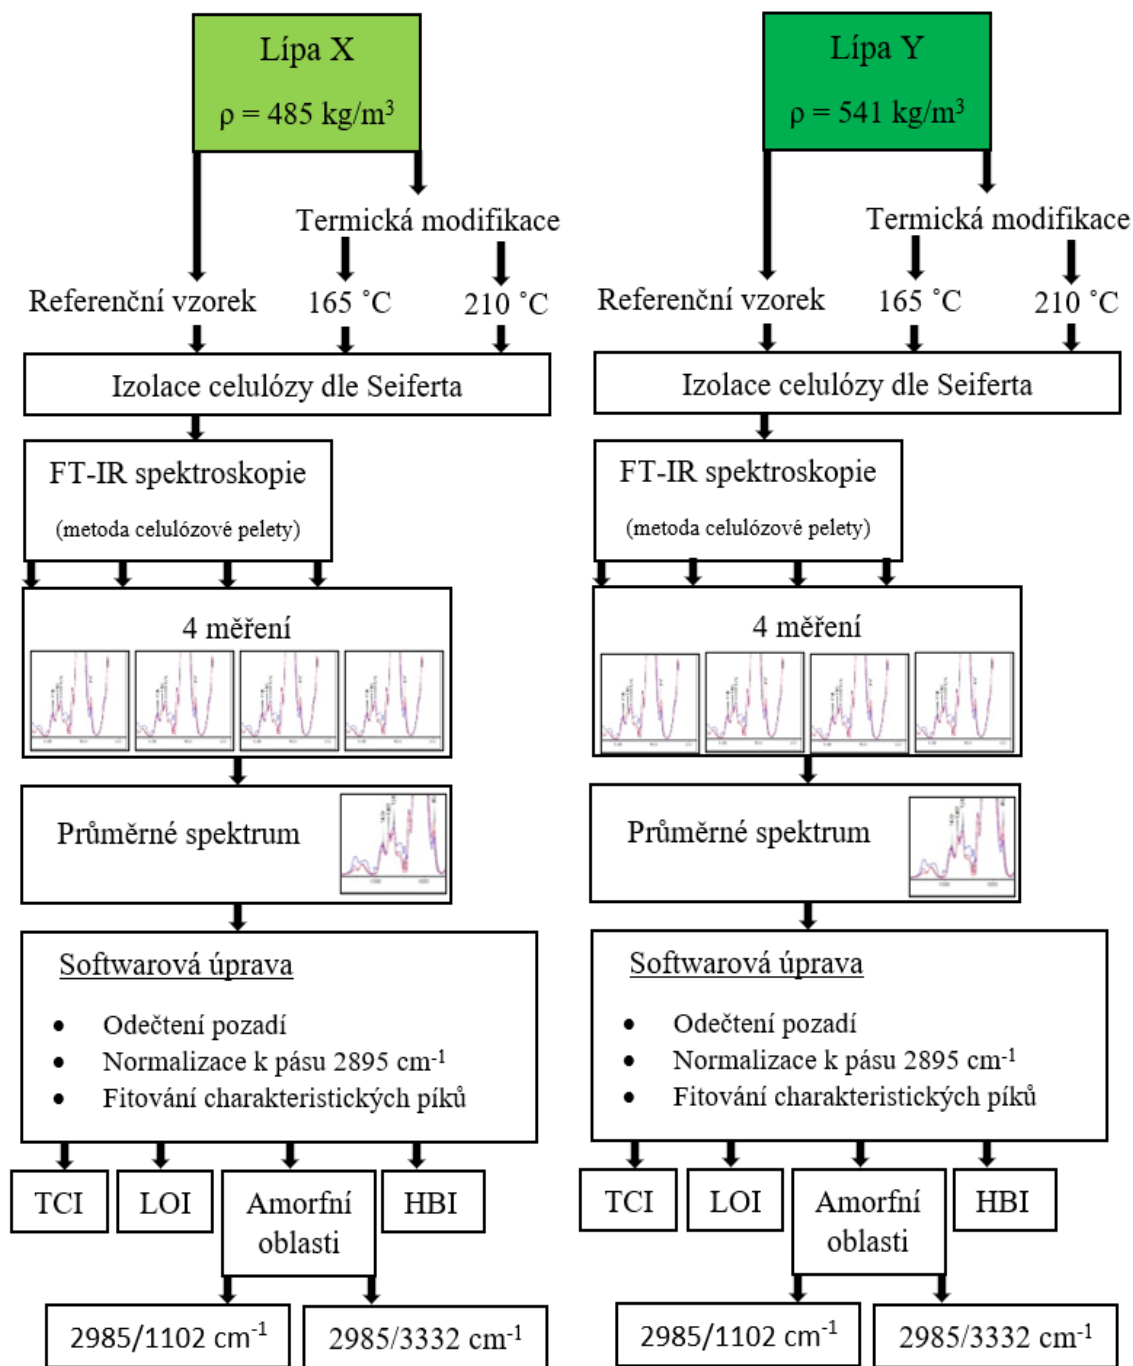 Lípa X
ρ = 485 kg/m³
Termická modifikace
Referenční vzorek
165 ˚C
210 ˚C
Izolace celulózy dle Seiferta
FT-IR spektroskopie
(metoda celulózové pelety)
4 měření
Průměrné spektrum
Softwarová úprava
• Odečtení pozadí
• Normalizace k pásu 2895 cm⁻¹
• Fitování charakteristických píků
TCI
LOI
Amorfní
oblasti
HBI
2985/1102 cm⁻¹
2985/3332 cm⁻¹
Lípa Y
ρ = 541 kg/m³
Termická modifikace
Referenční vzorek
165 ˚C
210 ˚C
Izolace celulózy dle Seiferta
FT-IR spektroskopie
(metoda celulózové pelety)
4 měření
Průměrné spektrum
Softwarová úprava
• Odečtení pozadí
• Normalizace k pásu 2895 cm⁻¹
• Fitování charakteristických píků
TCI
LOI
Amorfní
oblasti
HBI
2985/1102 cm⁻¹
2985/3332 cm⁻¹